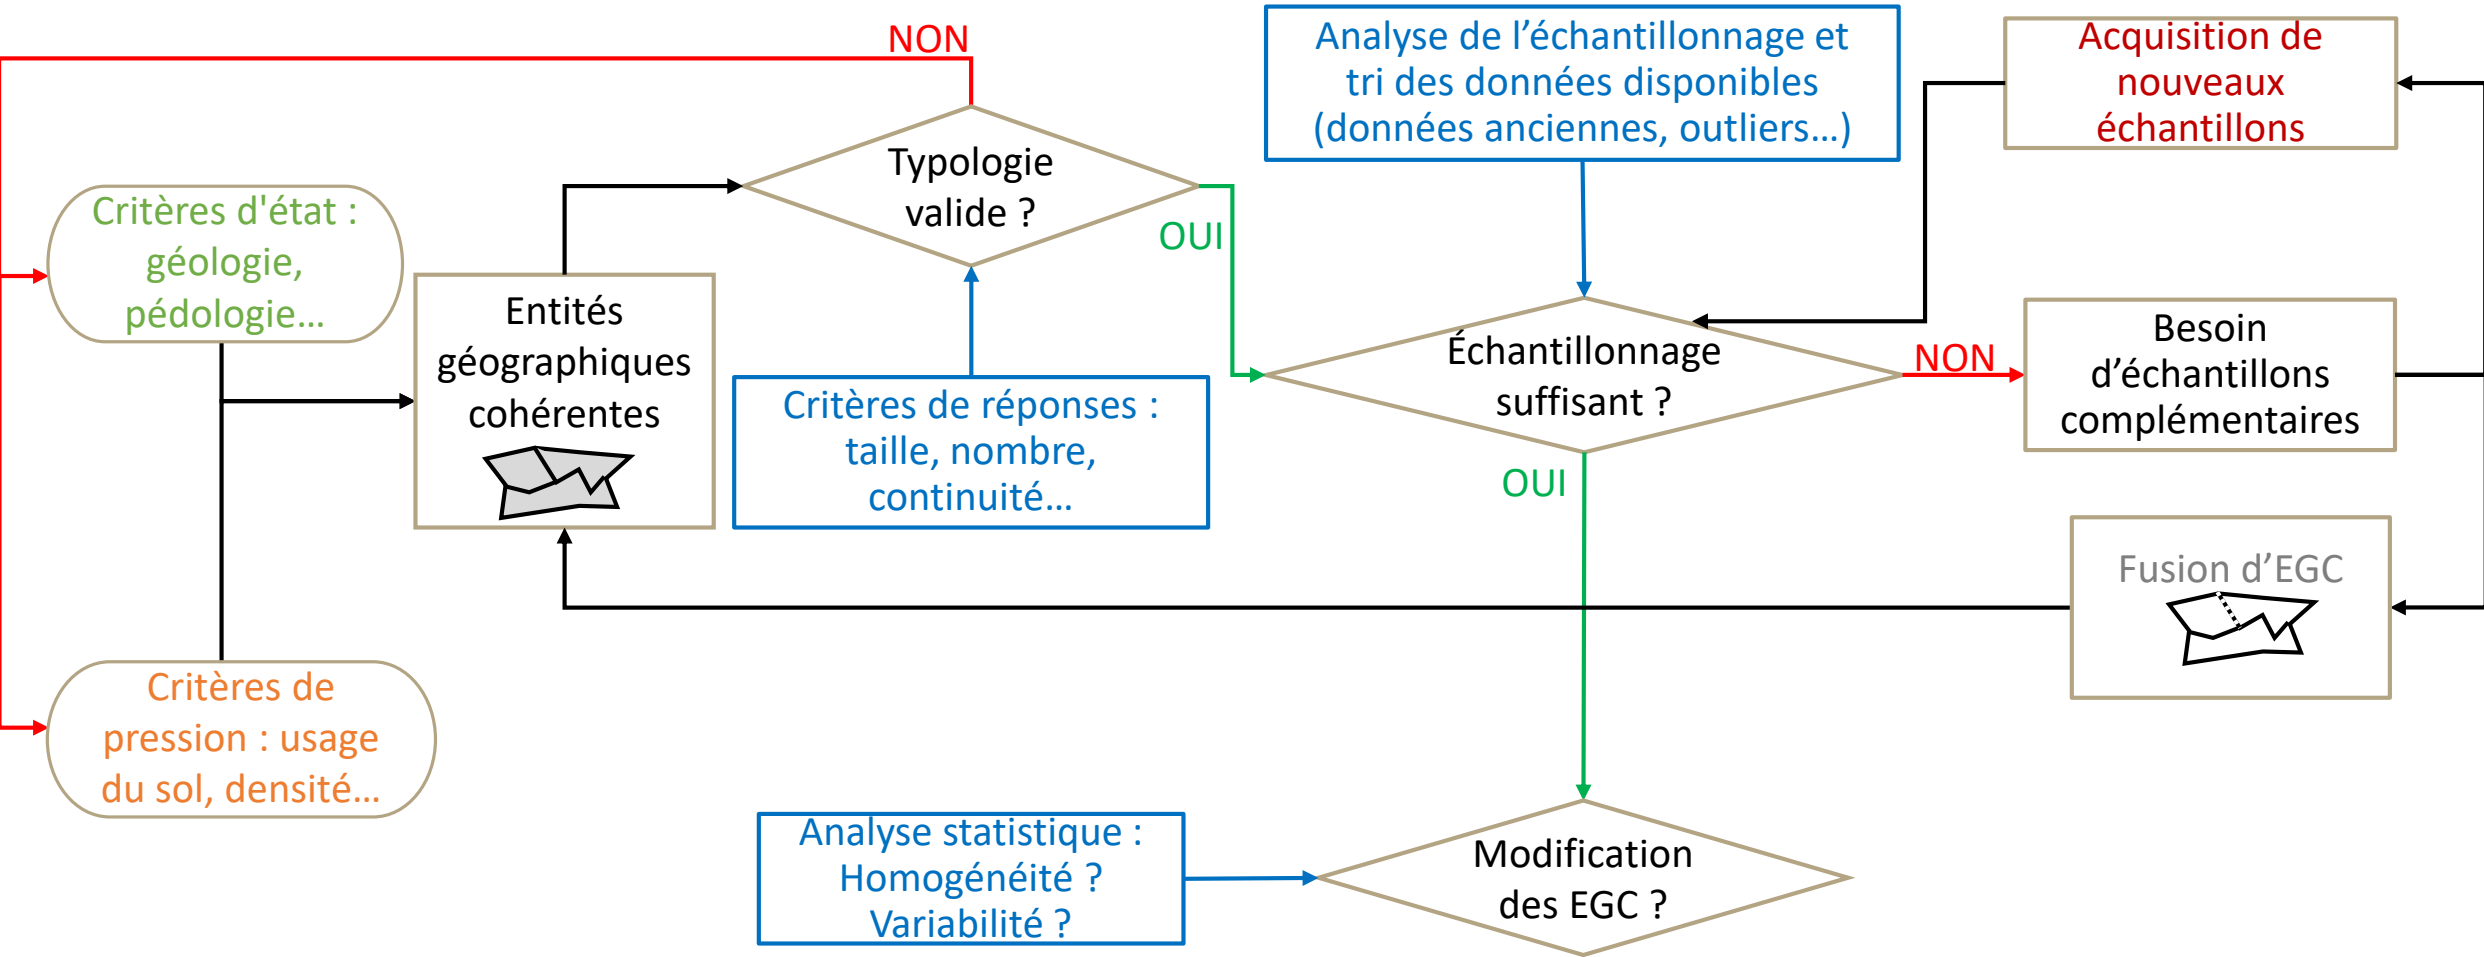 NON
Analyse de l’échantillonnage et
tri des données disponibles
(données anciennes, outliers…)
Acquisition de
nouveaux
échantillons
Typologie
valide ?
OUI
Critères d'état :
géologie,
pédologie…
Entités
géographiques
cohérentes
Critères de réponses :
taille, nombre,
continuité…
Échantillonnage
suffisant ?
NON
Besoin
d’échantillons
complémentaires
OUI
Fusion d’EGC
Critères de
pression : usage
du sol, densité…
Analyse statistique :
Homogénéité ?
Variabilité ?
Modification
des EGC ?